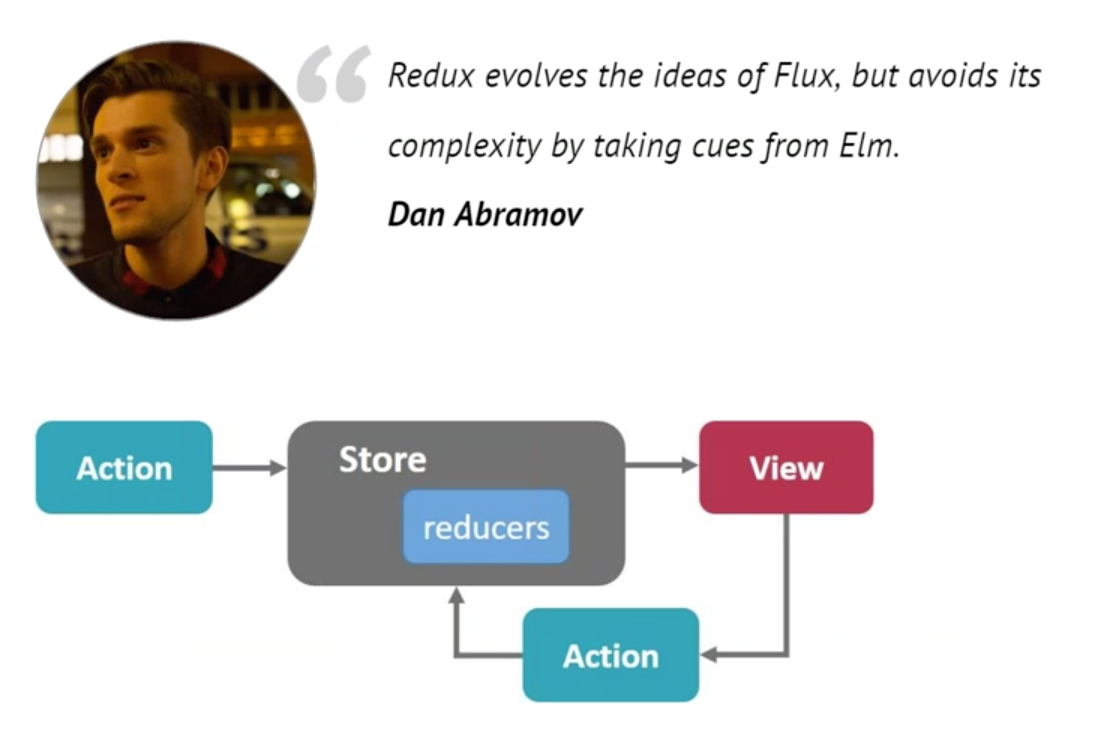 Redux evolves the ideas of Flux, but avoids its
complexity by taking cues from Elm.
Dan Abramov
Action
Store
View
reducers
Action